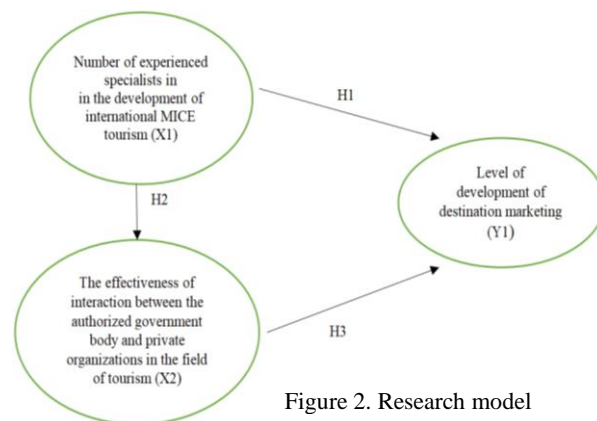 Number of experienced
specialists in
in the development of
international MICE
tourism (X1)
H1
Level of
development of
destination marketing
(Y1)
H2
The effectiveness of
interaction between the
authorized government
body and private
organizations in the field
of tourism (X2)
H3
Figure 2. Research model